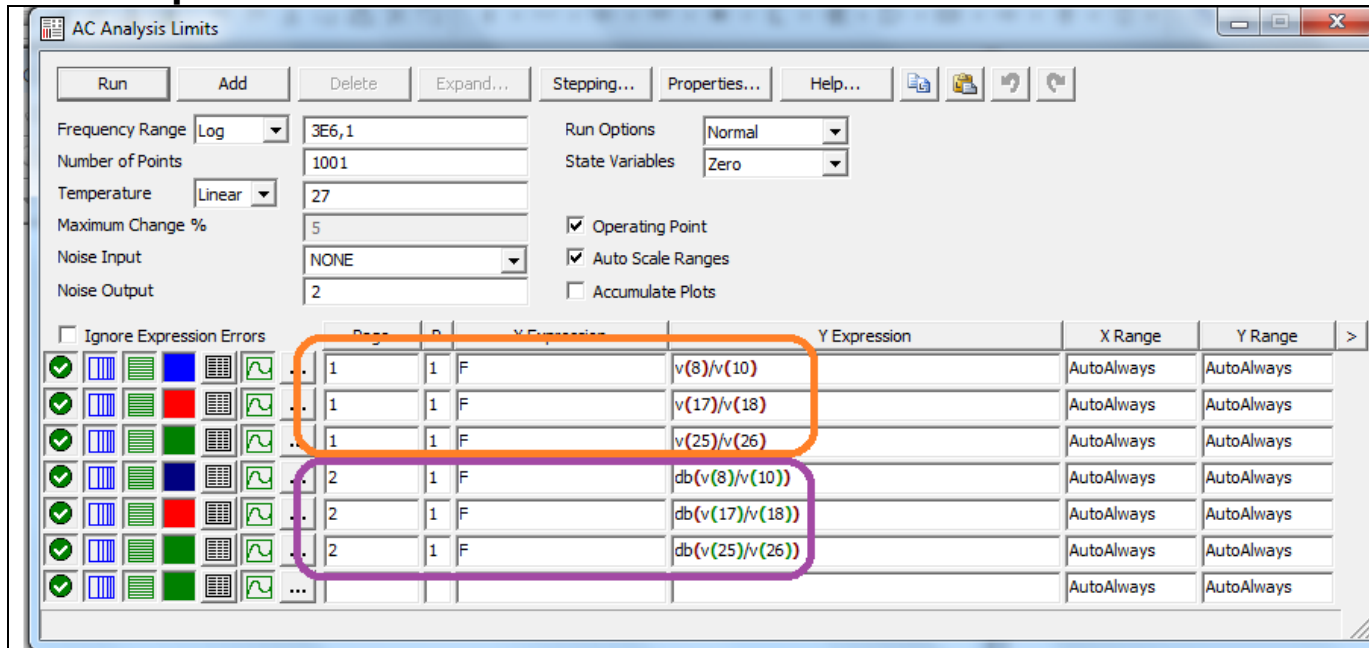 AC Analysis Limits
Run Add Delete Expand... Stepping... Properties... Help...
Frequency Range Log 3E6,1 Run Options Normal
Number of Points 1001 State Variables Zero
Temperature Linear 27
Maximum Change % 5 Operating Point
Noise Input NONE Auto Scale Ranges
Noise Output 2 Accumulate Plots
Ignore Expression Errors Page P X Expression Y Expression X Range Y Range >
... 1 1 F v(8)/v(10) AutoAlways AutoAlways
... 1 1 F v(17)/v(18) AutoAlways AutoAlways
... 1 1 F v(25)/v(26) AutoAlways AutoAlways
... 2 1 F db(v(8)/v(10)) AutoAlways AutoAlways
... 2 1 F db(v(17)/v(18)) AutoAlways AutoAlways
... 2 1 F db(v(25)/v(26)) AutoAlways AutoAlways
... AutoAlways AutoAlways